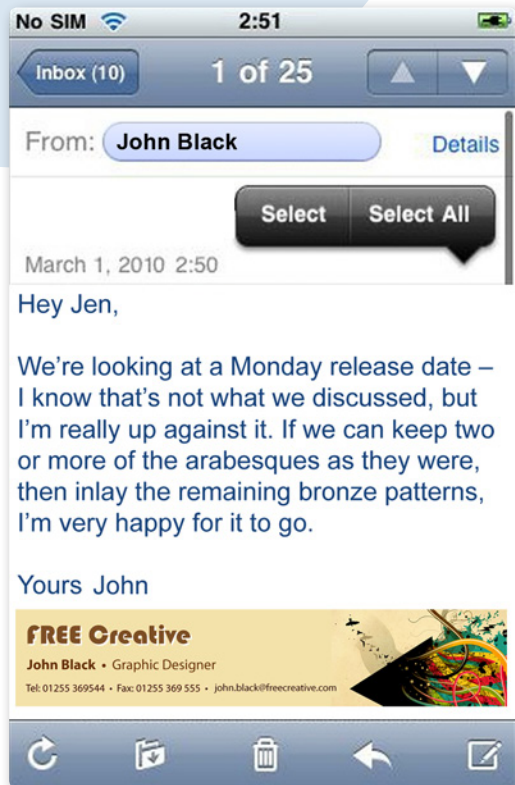 No SIM 2:51
Inbox (10) 1 of 25
From: John Black Details
Select Select All
March 1, 2010 2:50
Hey Jen,
We’re looking at a Monday release date –
I know that’s not what we discussed, but
I’m really up against it. If we can keep two
or more of the arabesques as they were,
then inlay the remaining bronze patterns,
I’m very happy for it to go.
Yours John
FREE Creative
John Black • Graphic Designer
Tel: 01255 369544 • Fax: 01255 369 555 • john.black@freecreative.com